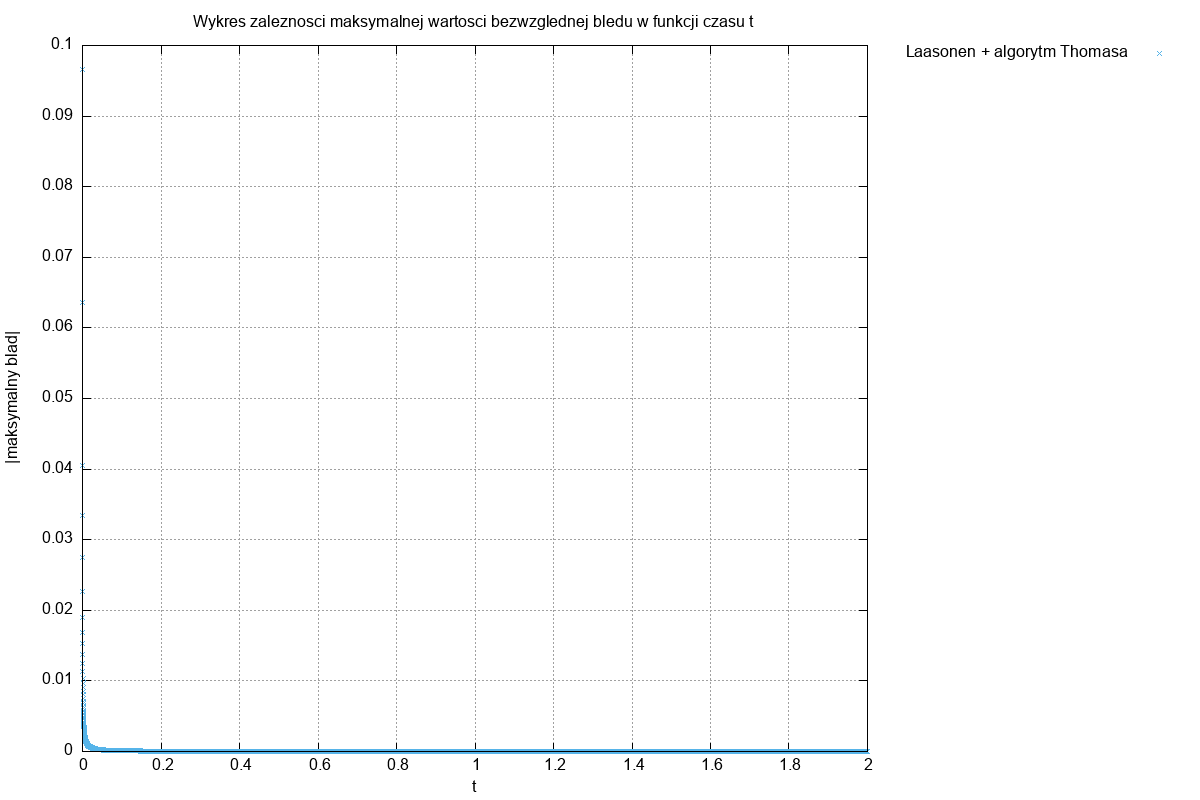 Wykres zaleznosci maksymalnej wartosci bezwzglednej bledu w funkcji czasu t
Laasonen + algorytm Thomasa
|maksymalny blad|
0.1
0.09
0.08
0.07
0.06
0.05
0.04
0.03
0.02
0.01
0
0 0.2 0.4 0.6 0.8 1 1.2 1.4 1.6 1.8 2
t